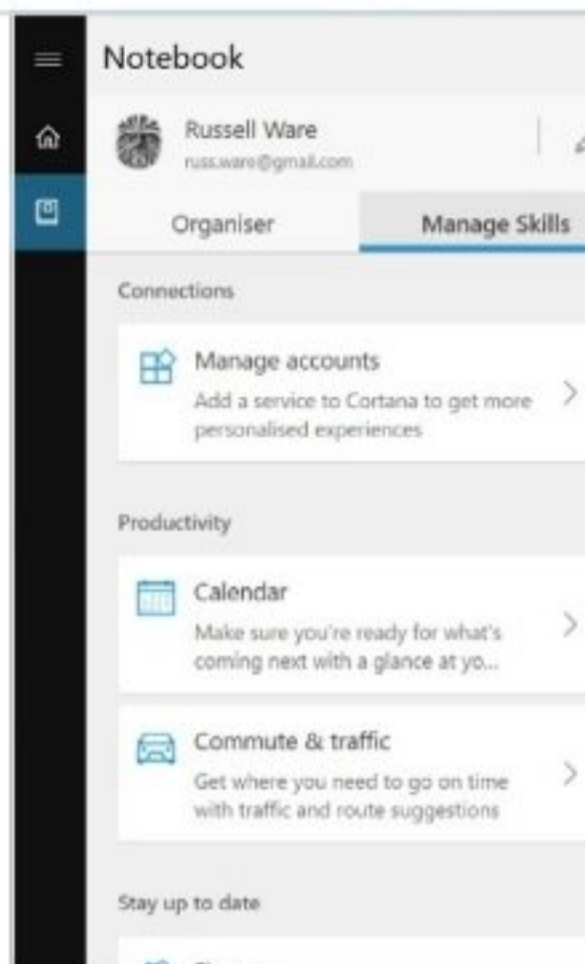 Notebook
Russell Ware
russ.ware@gmail.com
Organiser
Manage Skills
Connections
Manage accounts
Add a service to Cortana to get more
personalised experiences
Productivity
Calendar
Make sure you're ready for what's
coming next with a glance at yo...
Commute & traffic
Get where you need to go on time
with traffic and route suggestions
Stay up to date